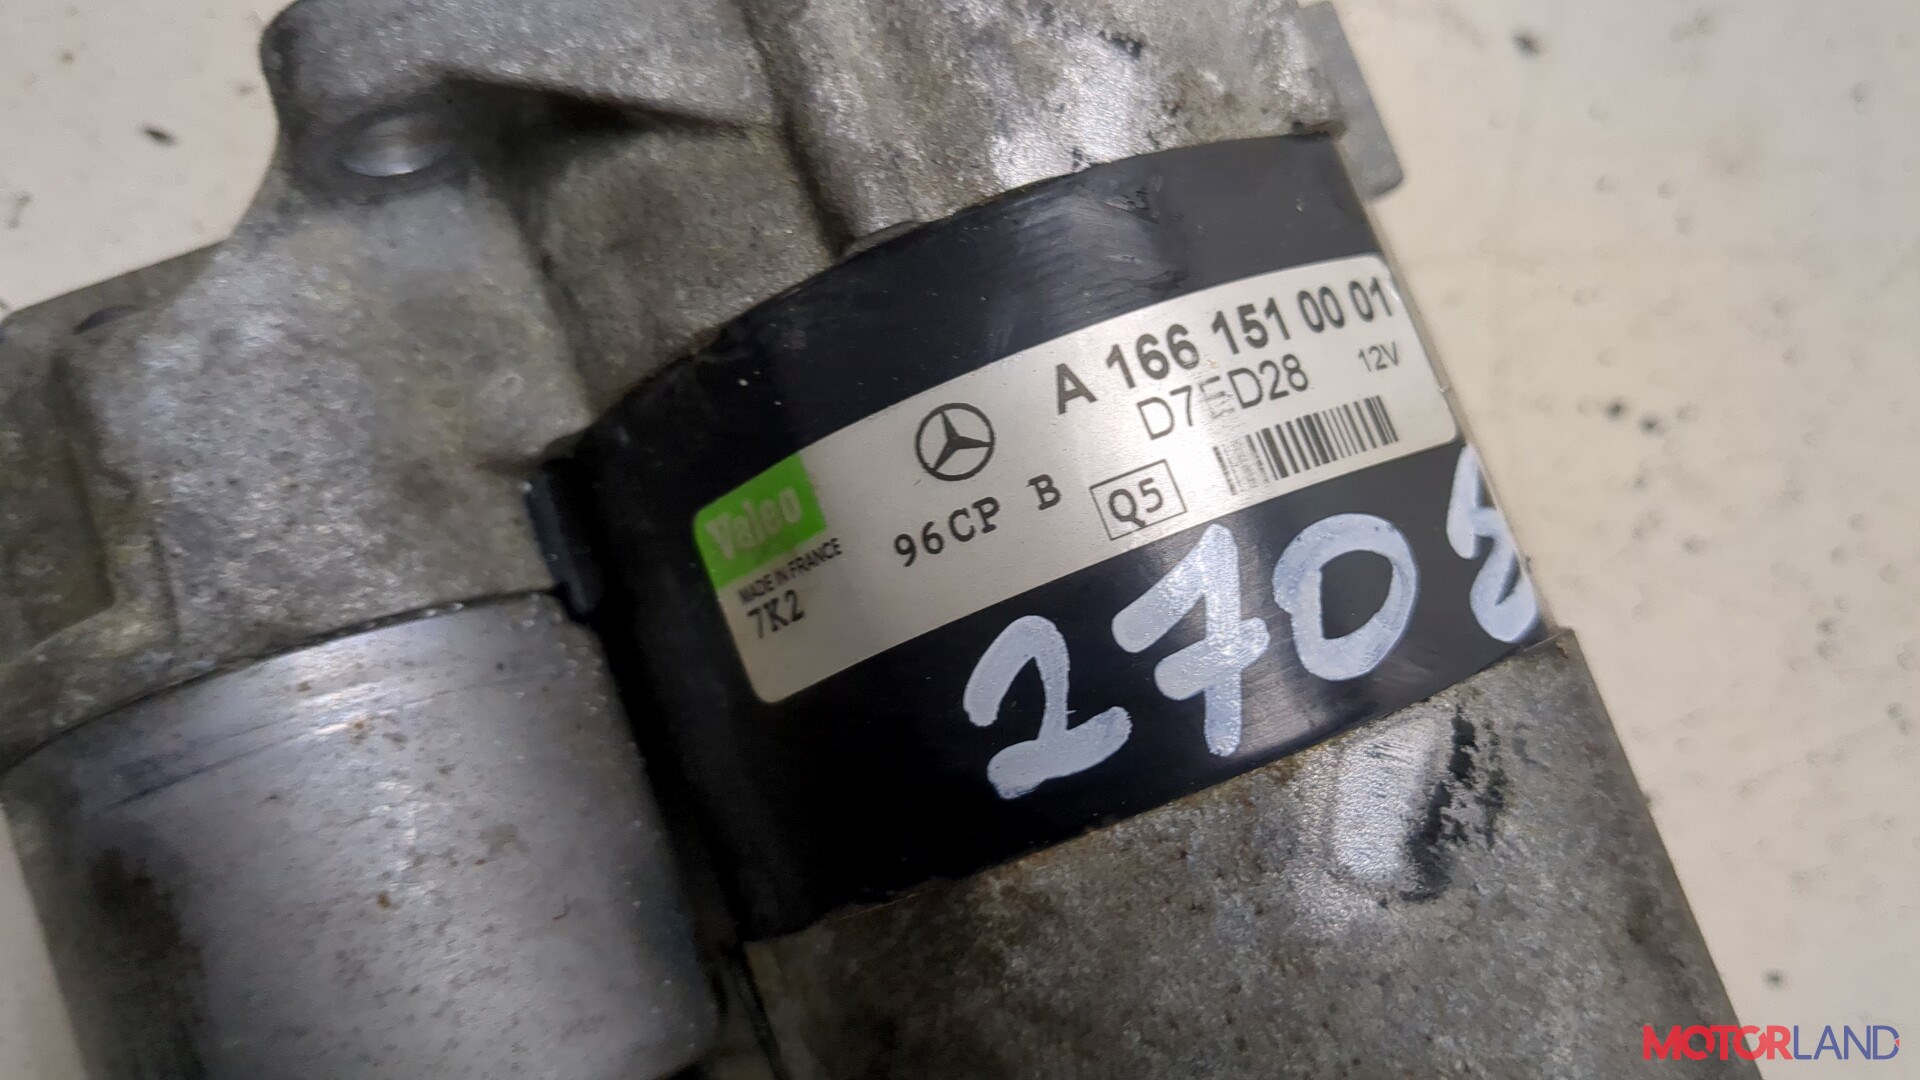 A 166 151 00 01
D7ED28 12V
Valeo
MADE IN FRANCE
7K2
96CP B Q5
2708
MOTORLAND